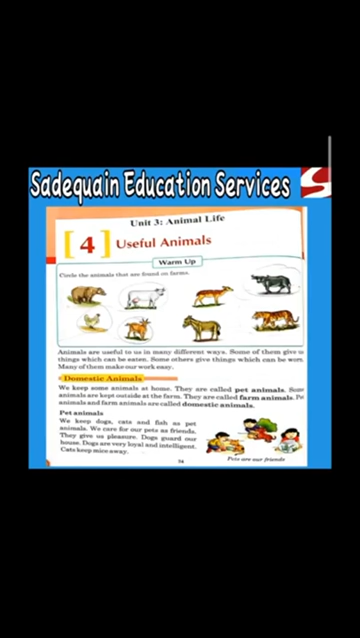 Sadequain Education Services
Unit 3: Animal Life
[4] Useful Animals
Warm Up
Circle the animals that are found on farms.
Animals are useful to us in many different ways. Some of them give us
things which can be eaten. Some others give things which can be worn.
Many of them make our work easy.
Domestic Animals
We keep some animals at home. They are called pet animals. Some
animals are kept outside at the farm. They are called farm animals. Pet
animals and farm animals are called domestic animals.
Pet animals
We keep dogs, cats and fish as pet
animals. We care for our pets as friends.
They give us pleasure. Dogs guard our
house. Dogs are very loyal and intelligent.
Cats keep mice away.
Pets are our friends